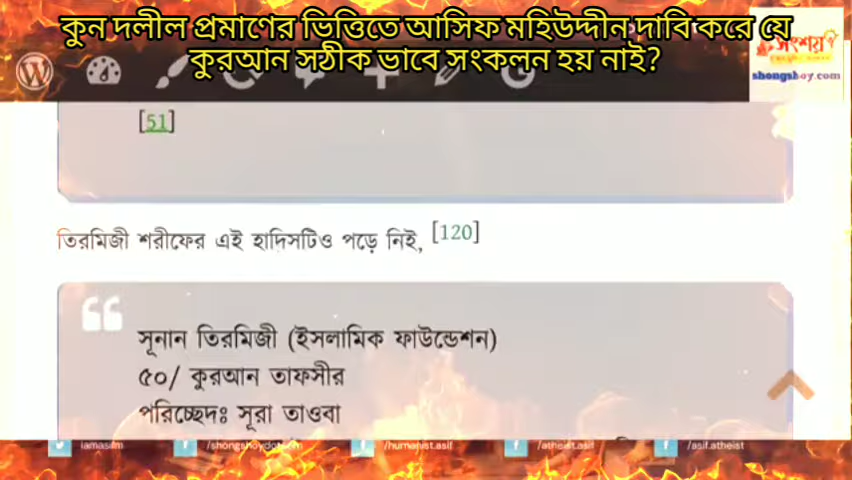 কুন দলীল প্রমাণের ভিত্তিতে আসিফ মহিউদ্দীন দাবি করে যে
কুরআন সঠীক ভাবে সংকলন হয় নাই?
সংশয়
shongshoy.com
[51]
তিরমিজী শরীফের এই হাদিসটিও পড়ে নিই, [120]
সূনান তিরমিজী (ইসলামিক ফাউন্ডেশন)
৫০/ কুরআন তাফসীর
পরিচ্ছেদঃ সূরা তাওবা
/shongshoydotcom
/humanist.asif
/atheist.asif
/asif.atheist